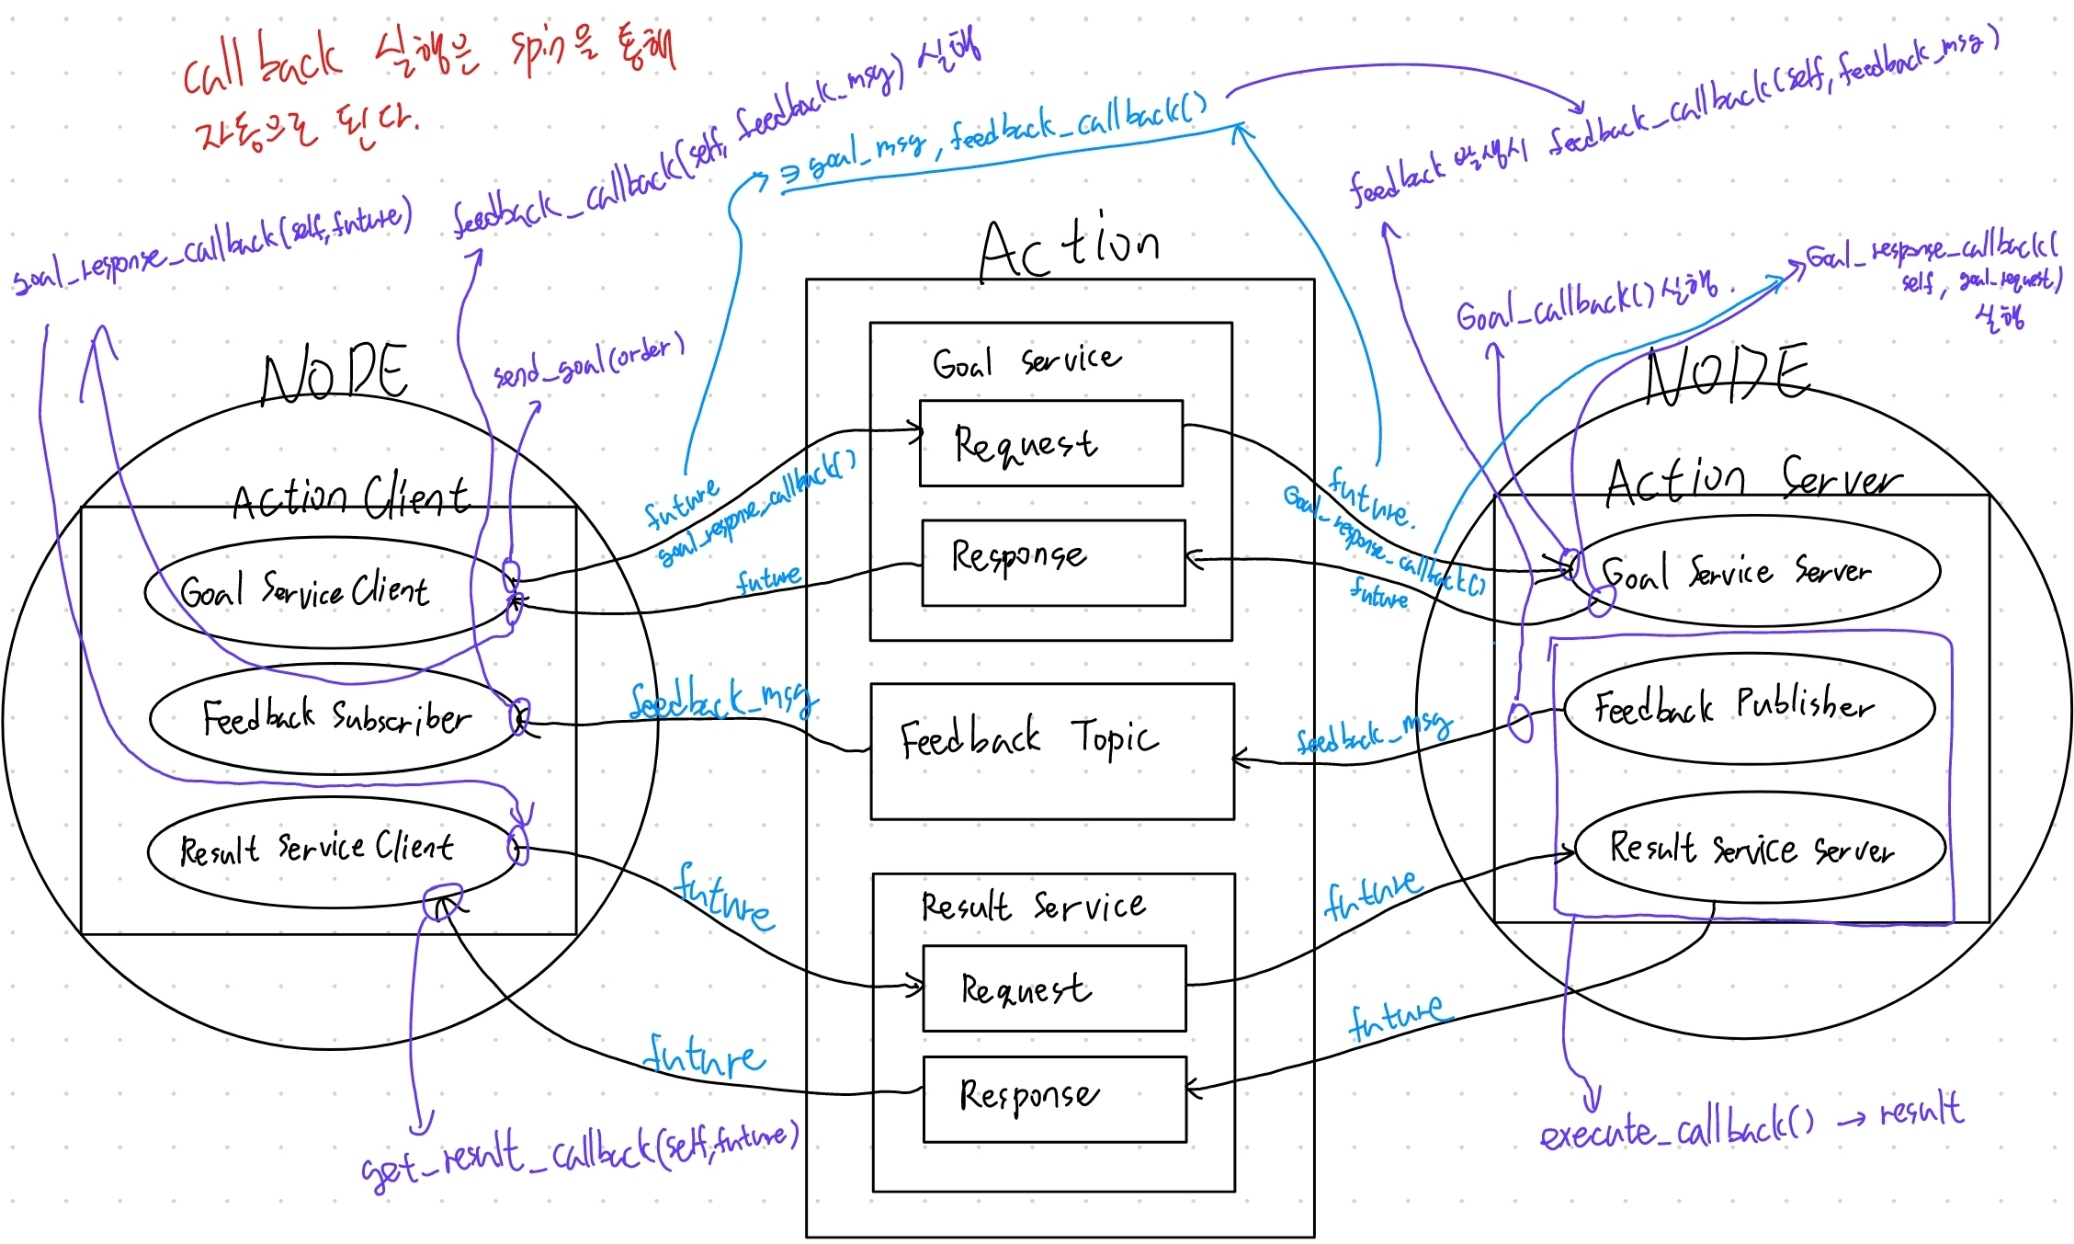 call back 실행은 spin을 통해
자동으로 된다.
goal_response_callback(self,future)
feedback_callback(self, feedback_msg) 실행
∋ goal_msg, feedback_callback()
feedback 발생시 feedback_callback(self, feedback_msg)
Goal_callback() 실행.
Goal_response_callback(
self, goal_request)
실행
send_goal(order)
Action
NODE
NODE
Action Client
Goal Service Client
Feedback Subscriber
Result Service Client
future
goal_response_callback()
future
feedback_msg
future
future
get_result_callback(self,future)
Goal Service
Request
Response
Feedback Topic
Result Service
Request
Response
future.
Goal_response_callback()
future
feedback_msg
future
future
Action Server
Goal Service Server
Feedback Publisher
Result Service Server
execute_callback() → result